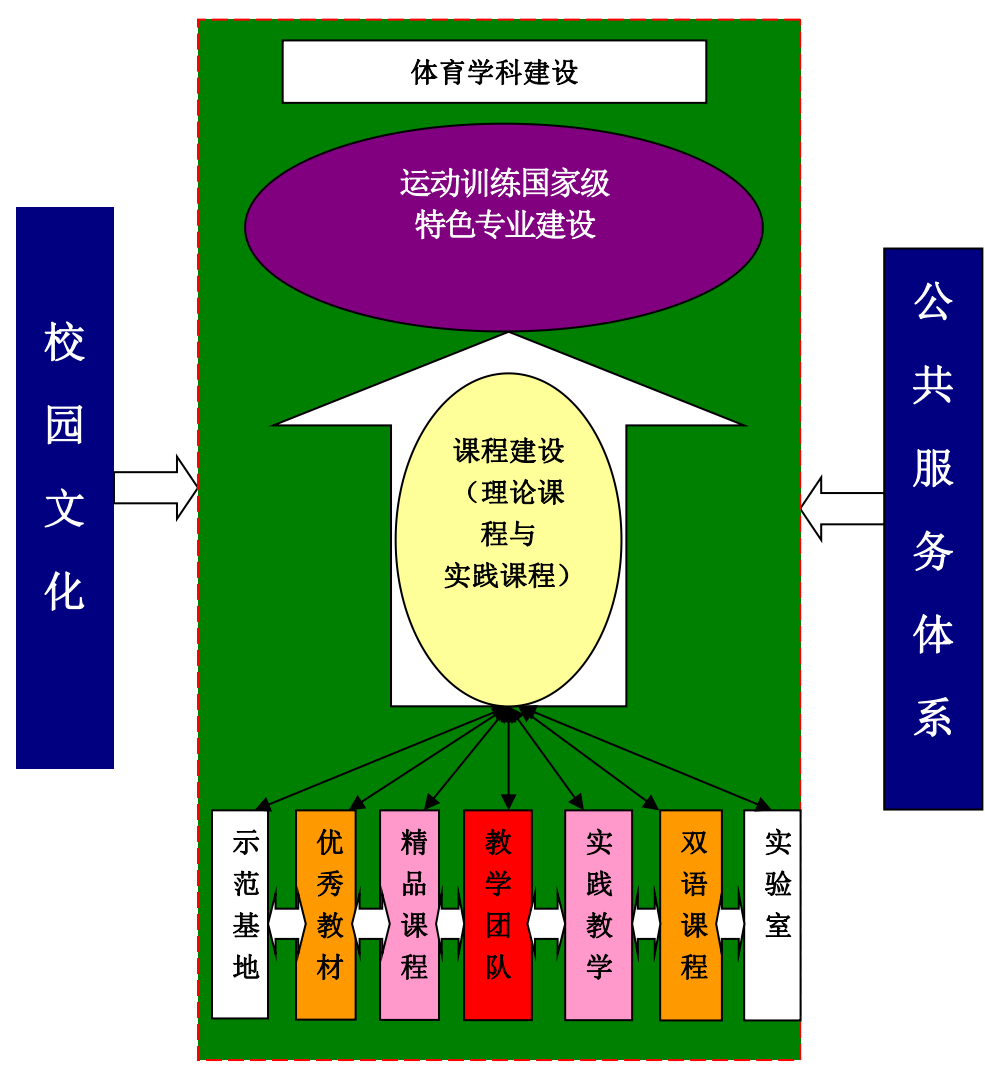 体育学科建设
运动训练国家级
特色专业建设
校园文化
公共服务体系
课程建设
（理论课
程与
实践课程）
示范基地
优秀教材
精品课程
教学团队
实践教学
双语课程
实验室